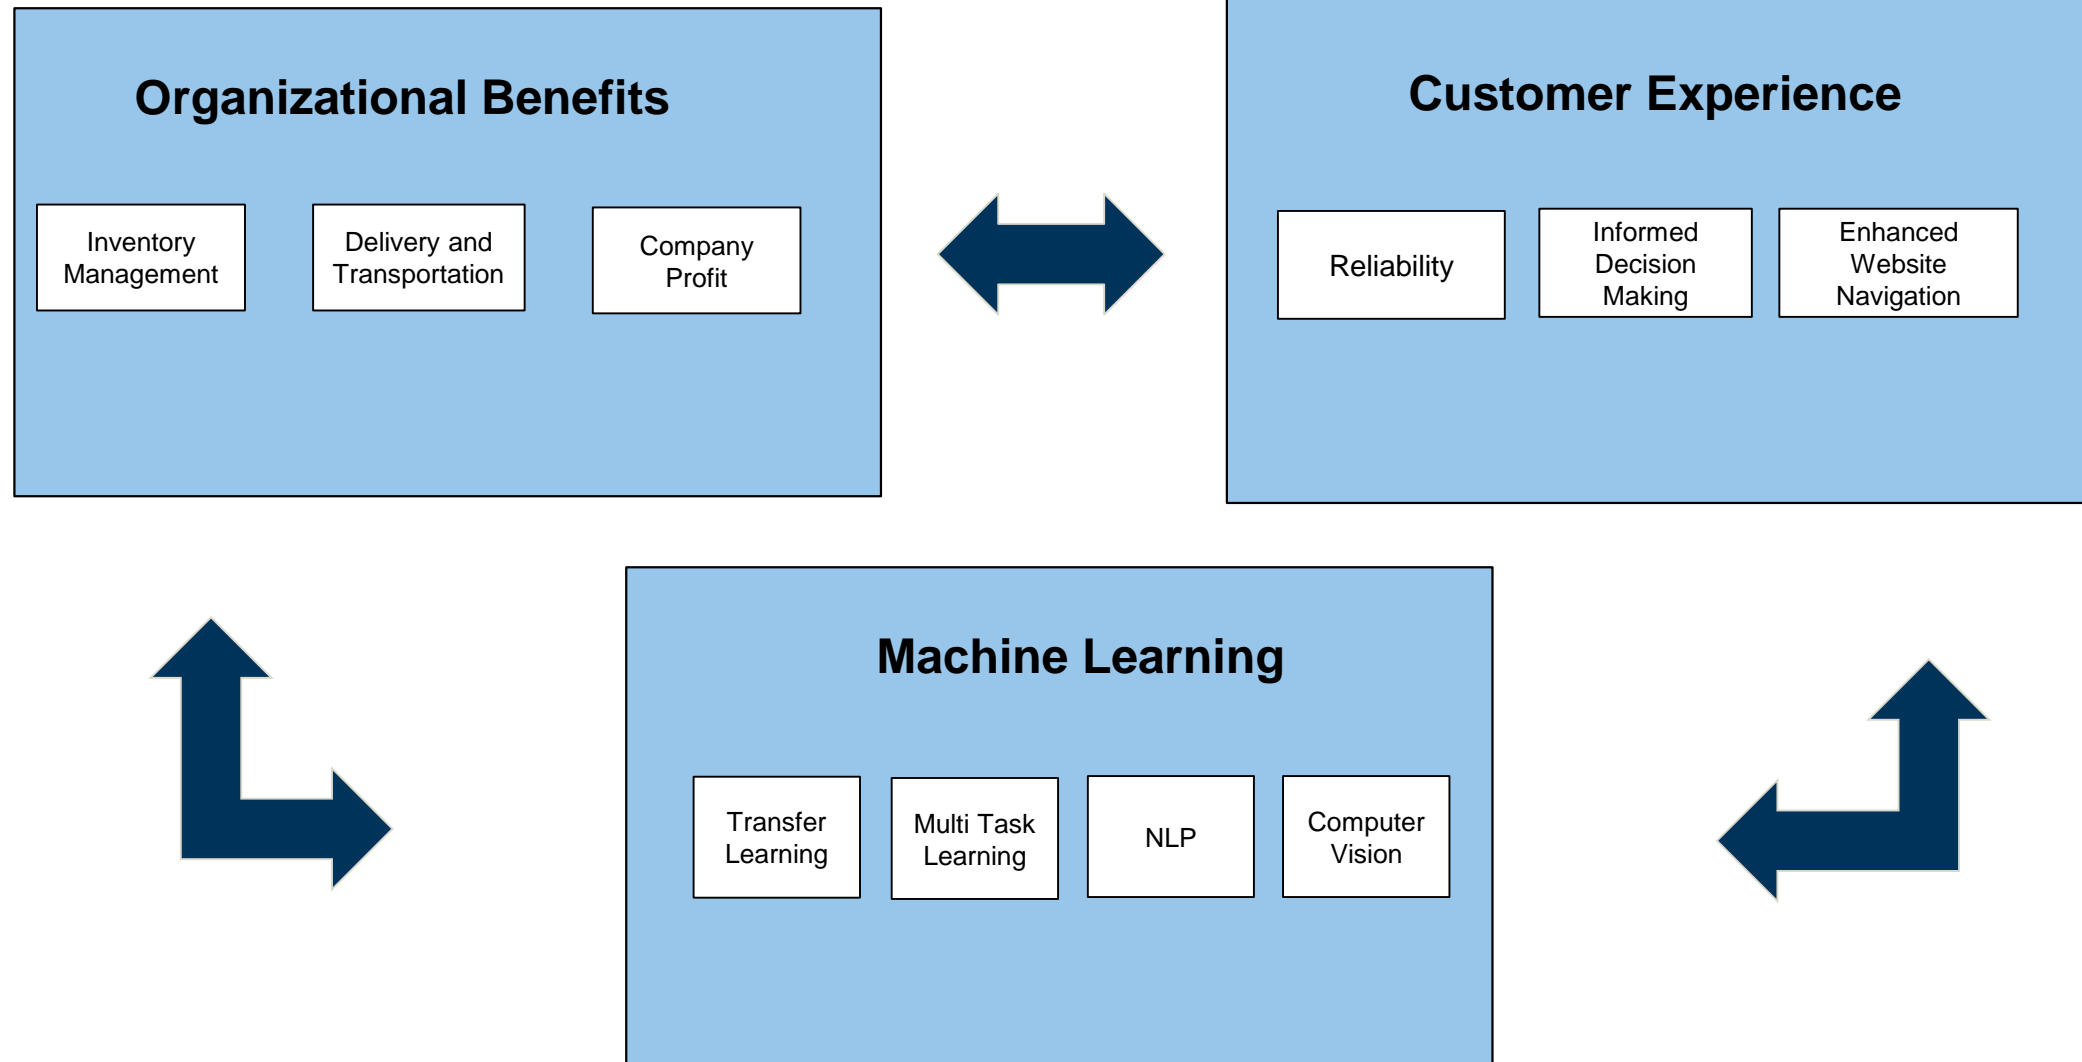 Organizational Benefits
Inventory
Management
Delivery and
Transportation
Company
Profit
Customer Experience
Reliability
Informed
Decision
Making
Enhanced
Website
Navigation
Machine Learning
Transfer
Learning
Multi Task
Learning
NLP
Computer
Vision